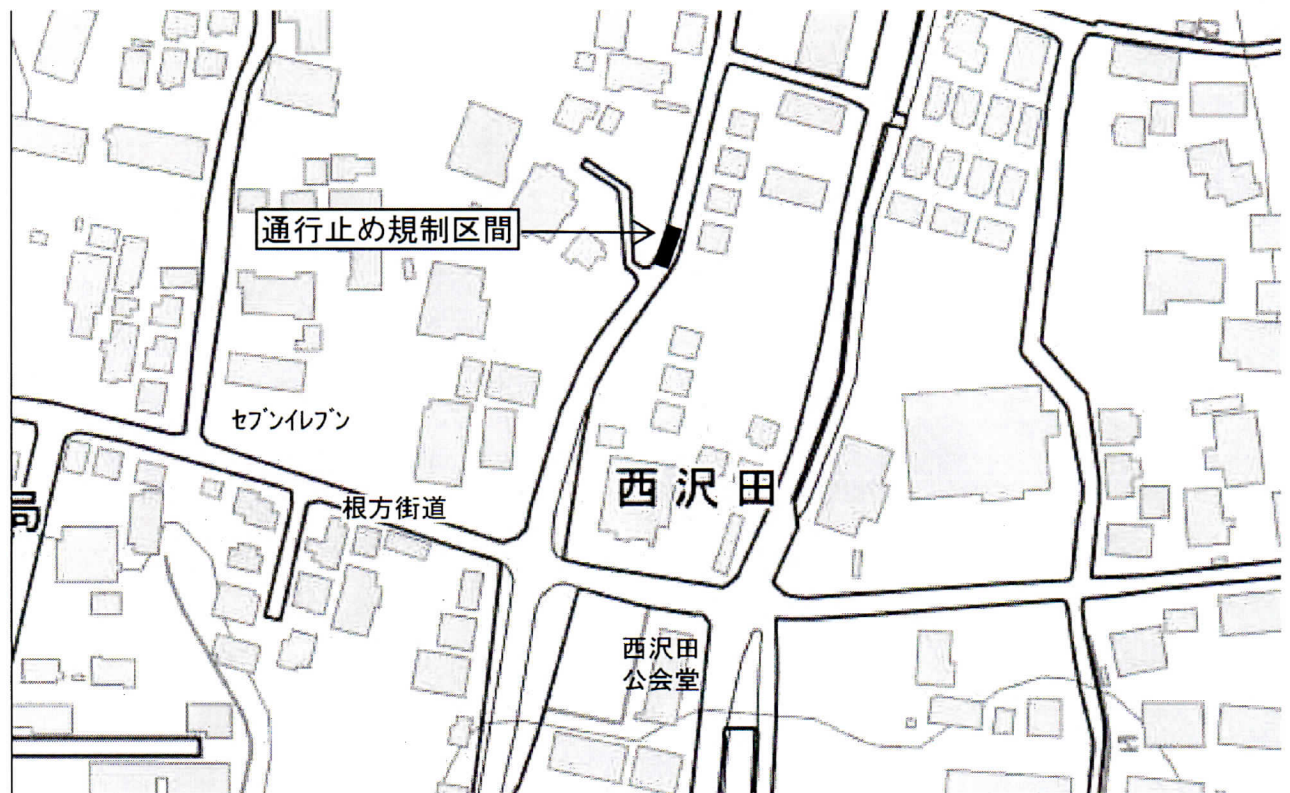 通行止め規制区間
セブンイレブン
西沢田
根方街道
局
西沢田
公会堂